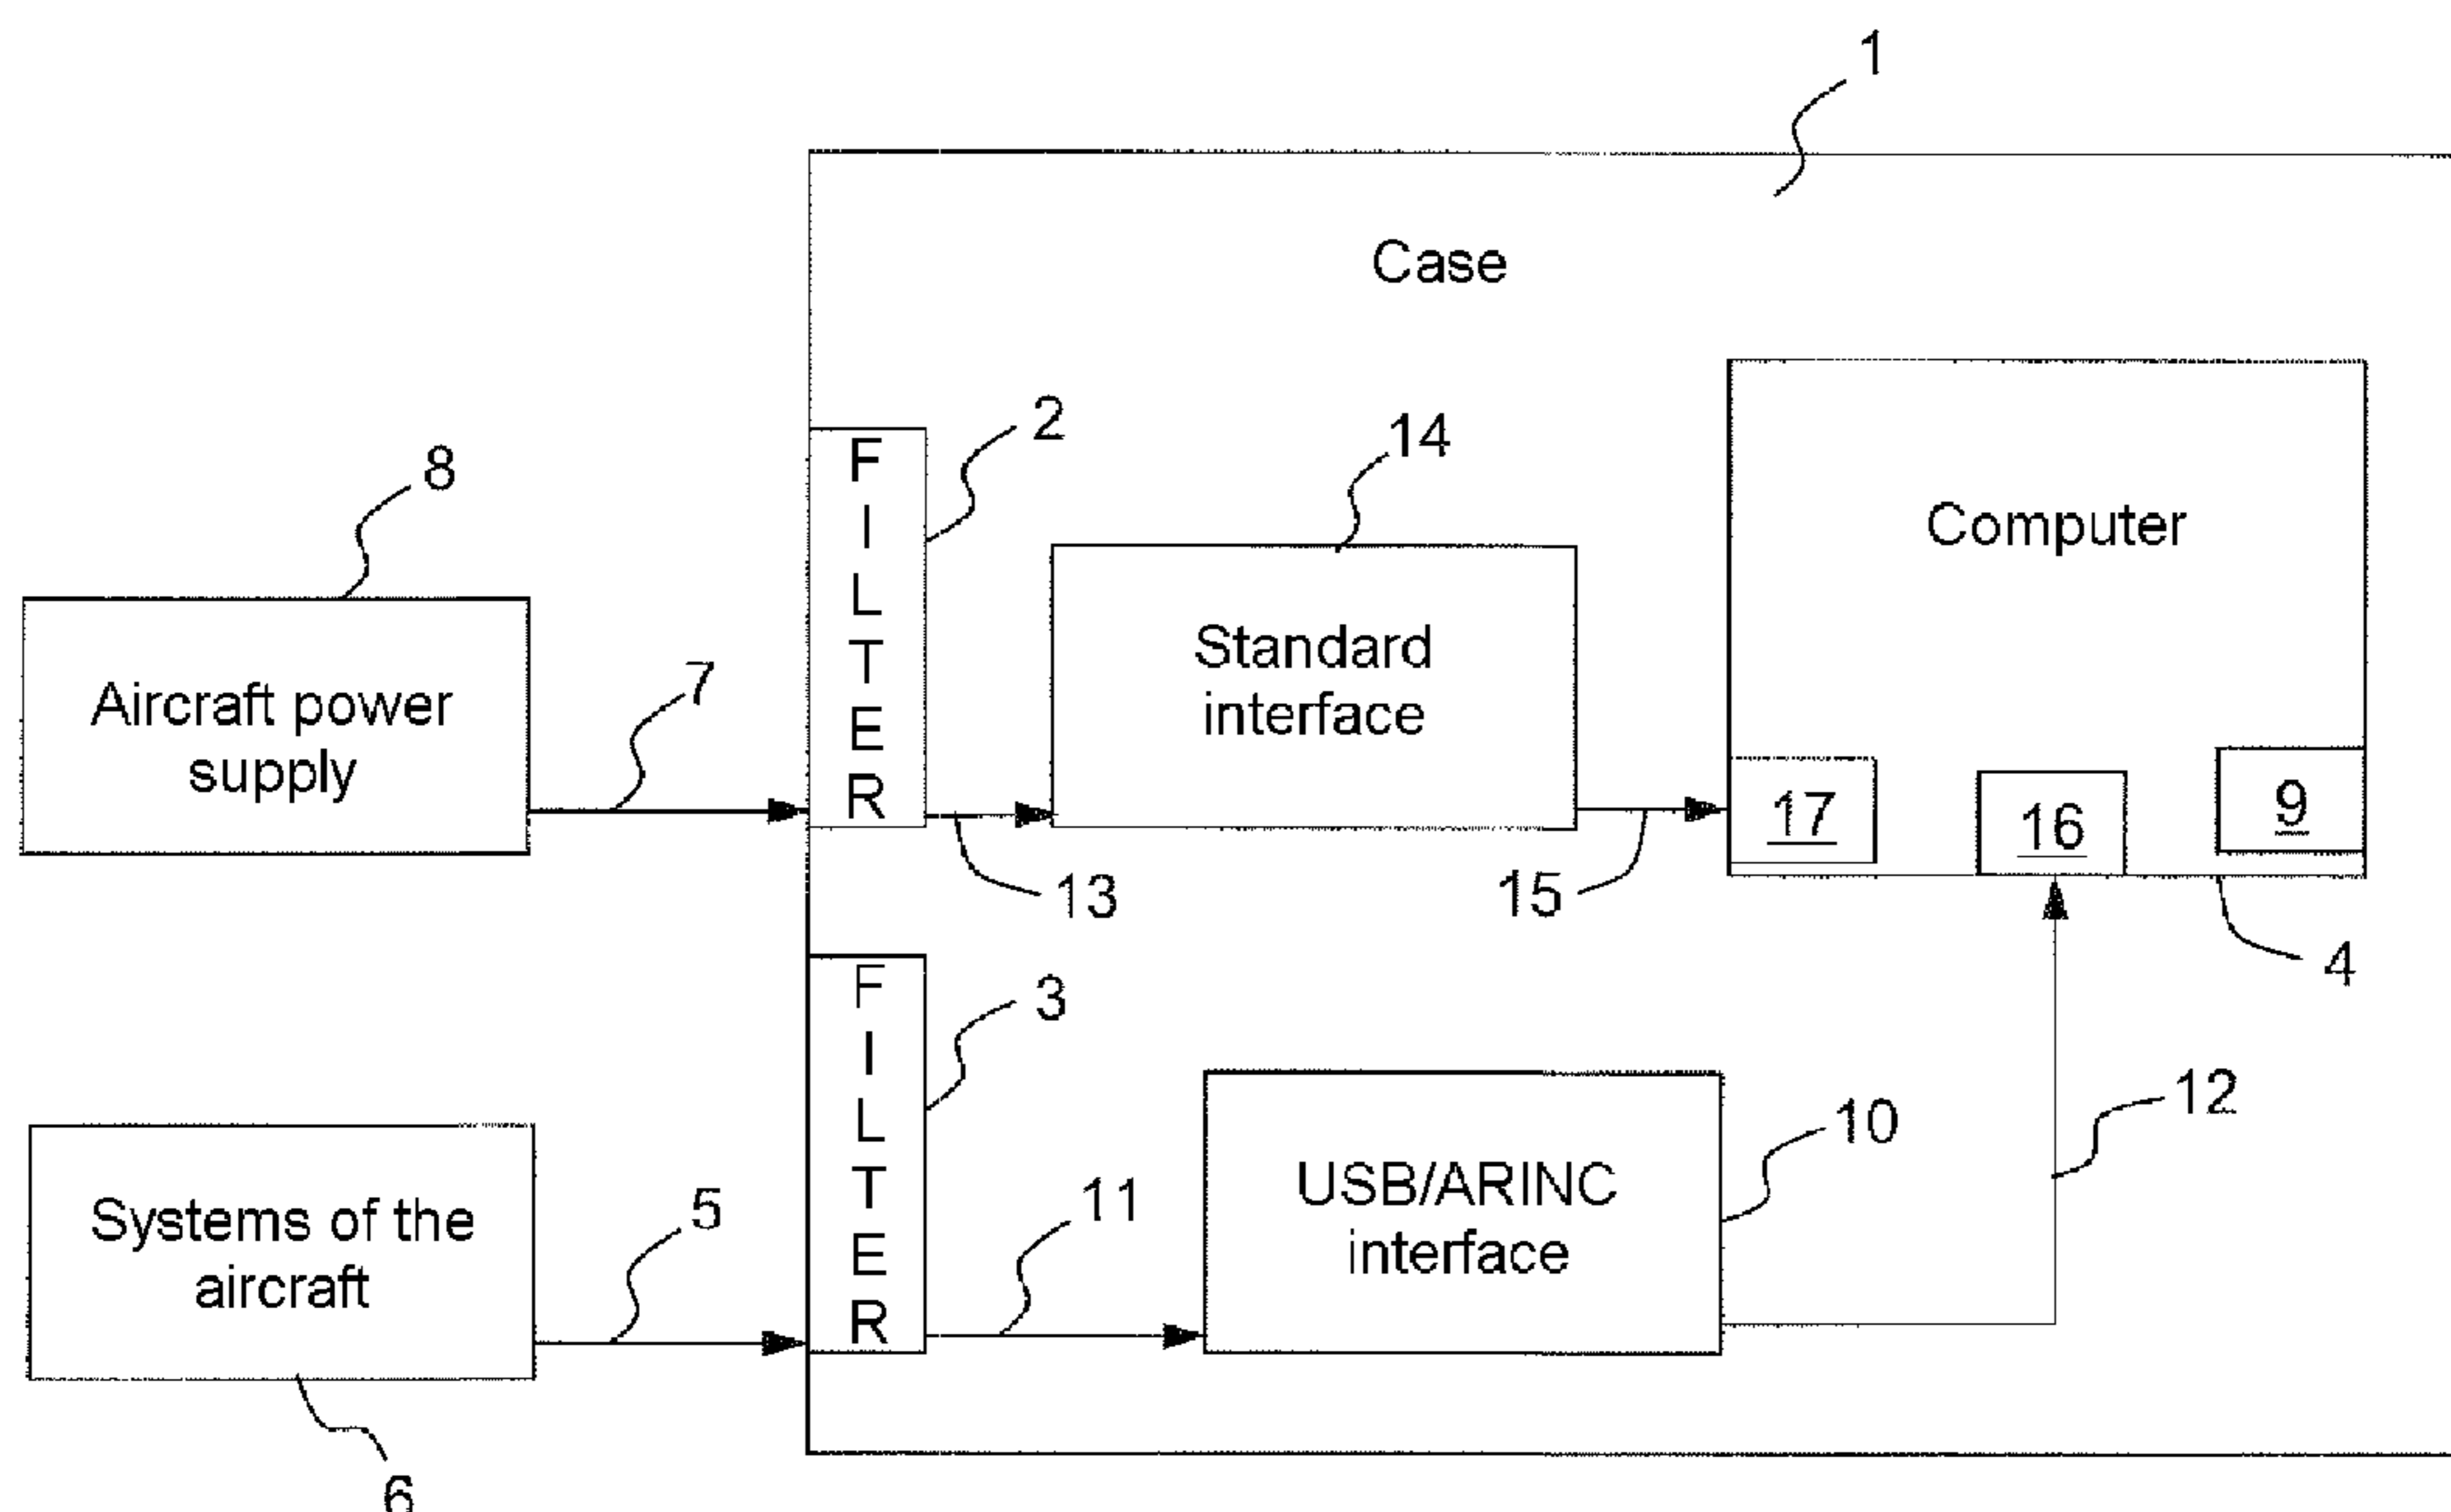 1
Case
2
14
8
F
I
L
T
E
R
Computer
Standard
interface
7
Aircraft power
supply
17
16
9
13
15
4
3
F
I
L
T
E
R
12
10
USB/ARINC
interface
11
5
Systems of the
aircraft
6